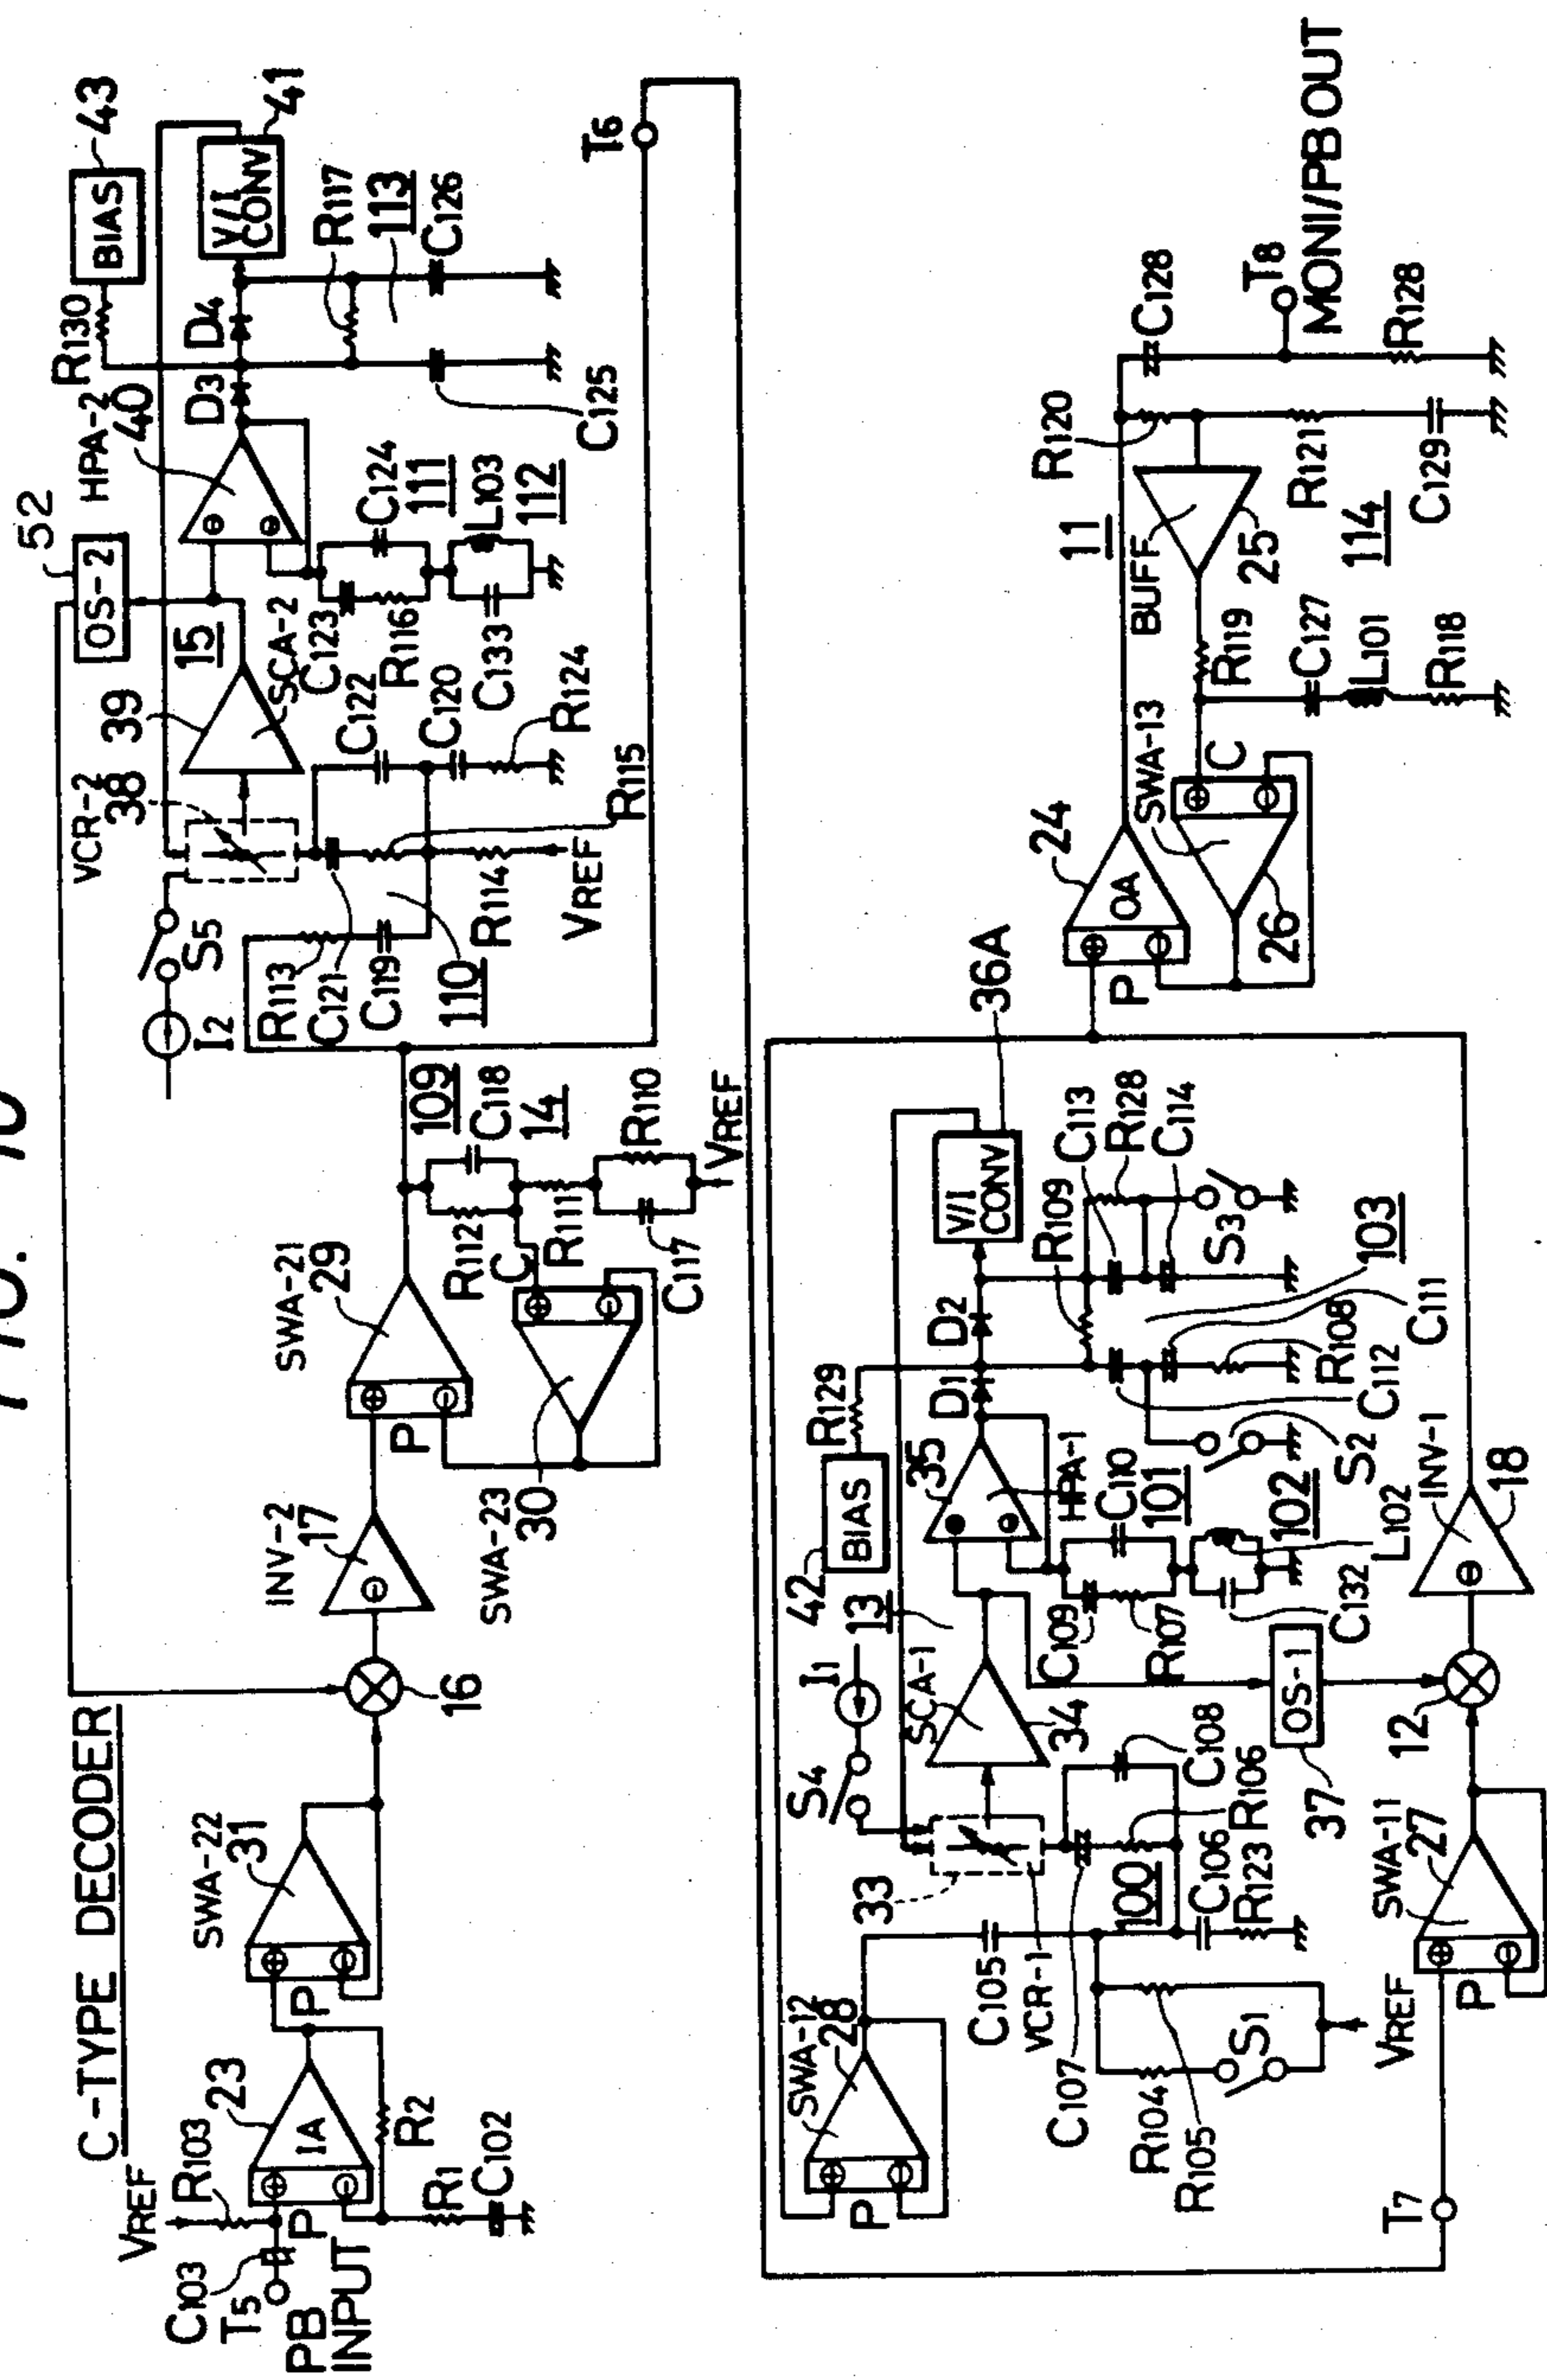 FIG. 10
C-TYPE DECODER
VREF
R103
C103
T5
PB
INPUT
P
23
IA
R2
R1
C102
SWA-22
31
P
16
INV-2
17
SWA-21
29
P
SWA-23
30
R112
C
R111
C117
109
C118
14
R110
VREF
I2
S5
VCR-2
38
39
52
OS-2
15
SCA-2
R113
C121
C119
110
R114
VREF
R115
C122
C120
R124
HPA-2
40
C123
R116
C133
C124
111
L103
112
R130
BIAS
43
D3
D4
V/I
CONV
41
R117
113
C126
C125
T6
SWA-12
28
P
C105
VCR-1
33
C107
R104
R105
S1
VREF
100
C106
R123
R106
C108
S4
I1
SCA-1
34
13
42
BIAS
R129
35
HPA-1
C109
R107
C110
101
102
L102
C132
D1
D2
V/I
CONV
36A
R109
C113
R128
C114
S3
103
C111
R108
C112
S2
OS-1
37
12
INV-1
18
T7
SWA-11
27
P
24
OA
P
SWA-13
C
26
11
BUFF
25
R119
C127
L101
R118
R120
R121
C129
114
C128
T8
MONI/PB OUT
R128